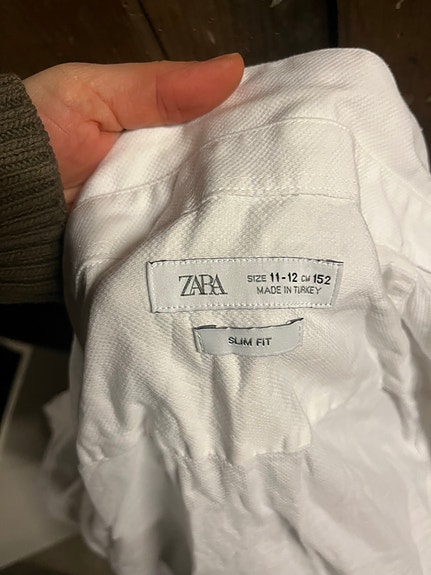 ZARA
SIZE 11-12 CM 152
MADE IN TURKEY
SLIM FIT